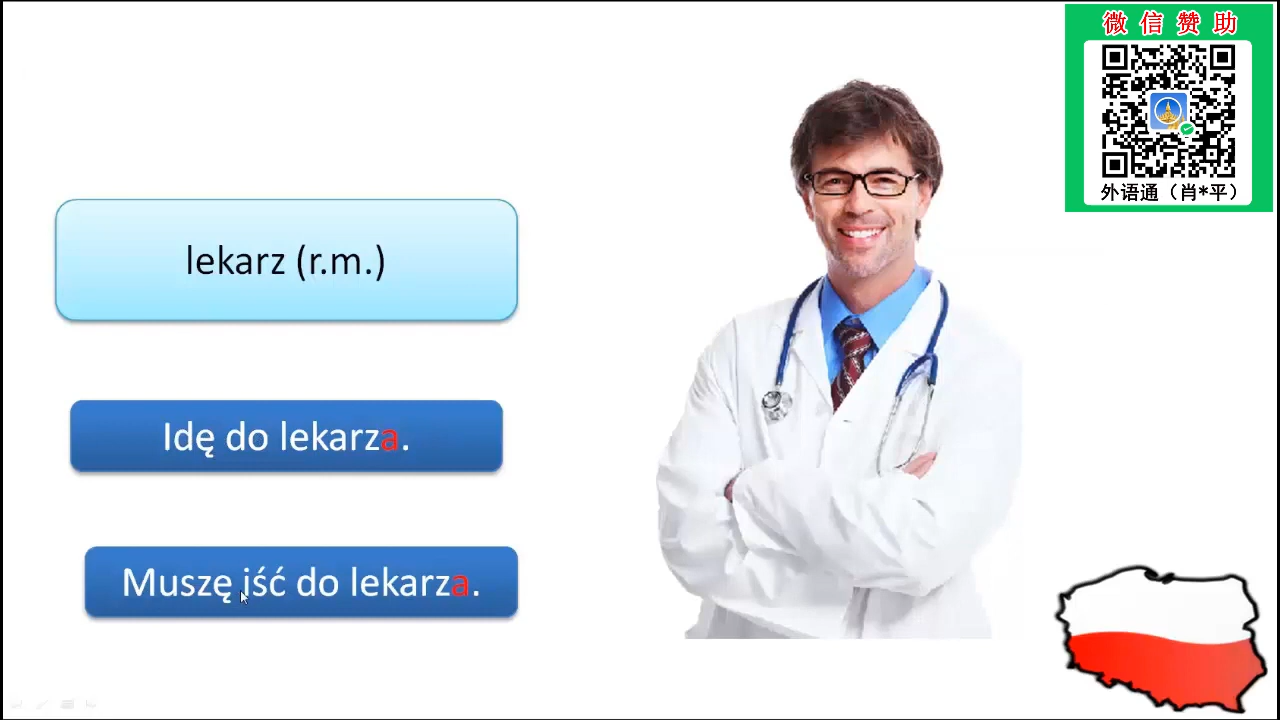 微信赞助
外语通（肖*平）
lekarz (r.m.)
Idę do lekarza.
Muszę iść do lekarza.